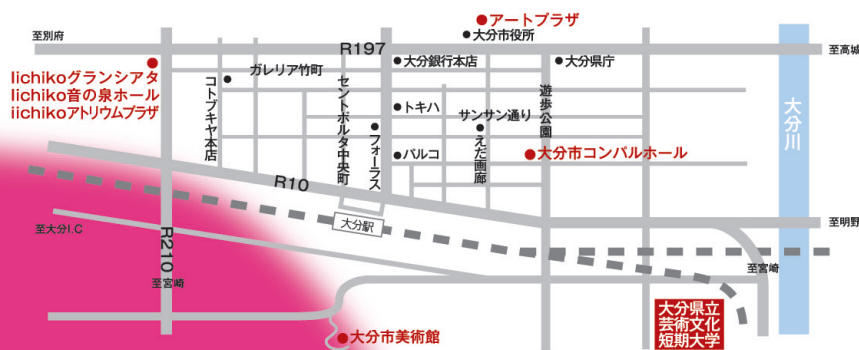 アートプラザ
大分市役所
至別府
R197
至高城
Iichikoグランシアタ
Iichiko音の泉ホール
iichikoアトリウムプラザ
ガレリア竹町
コトブキヤ本店
セントポルタ中央町
大分銀行本店
大分県庁
トキハ
サンサン通り
遊歩公園
フォーラス
パルコ
えだ画廊
大分市コンパルホール
大分川
R10
大分駅
至大分I.C
R210
至宮崎
至明野
至宮崎
大分市美術館
大分県立
芸術文化
短期大学